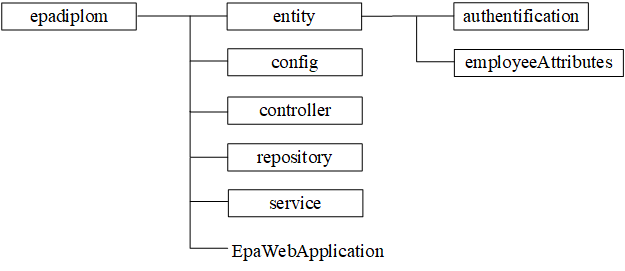 epadiplom
entity
authentification
config
employeeAttributes
controller
repository
service
EpaWebApplication